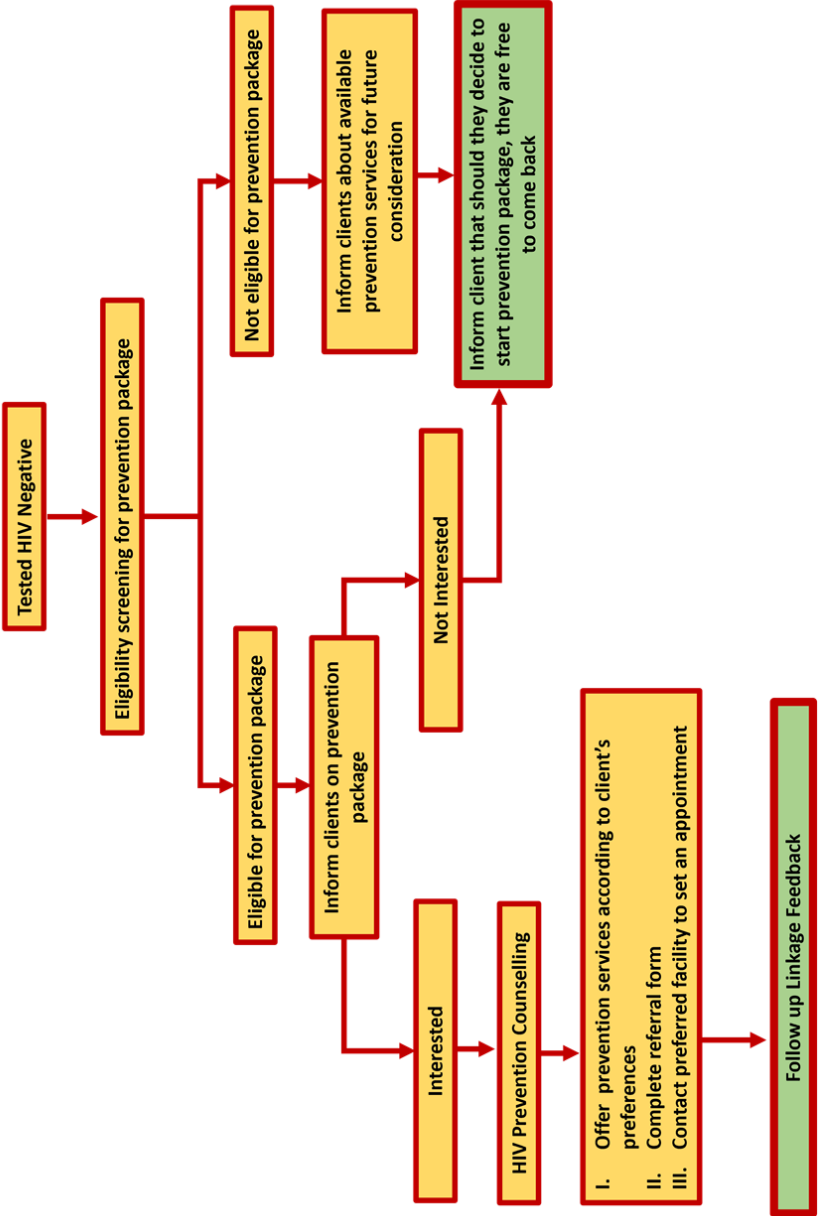 Tested HIV Negative
Eligibility screening for prevention package
Eligible for prevention package
Not eligible for prevention package
Inform clients on prevention
package
Inform clients about available
prevention services for future
consideration
Interested
Not Interested
Inform client that should they decide to
start prevention package, they are free
to come back
HIV Prevention Counselling
I. Offer prevention services according to client's
preferences
II. Complete referral form
III. Contact preferred facility to set an appointment
Follow up Linkage Feedback